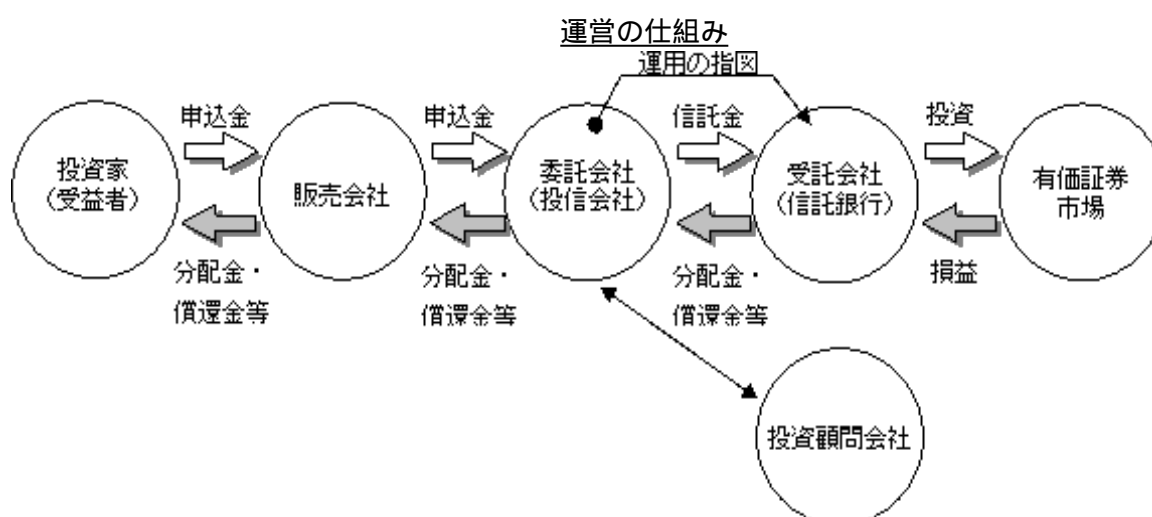 運営の仕組み
運用の指図
申込金
申込金
信託金
投資
投資家
(受益者)
販売会社
委託会社
(投信会社)
受託会社
(信託銀行)
有価証券
市場
分配金・
償還金等
分配金・
償還金等
分配金・
償還金等
損益
投資顧問会社